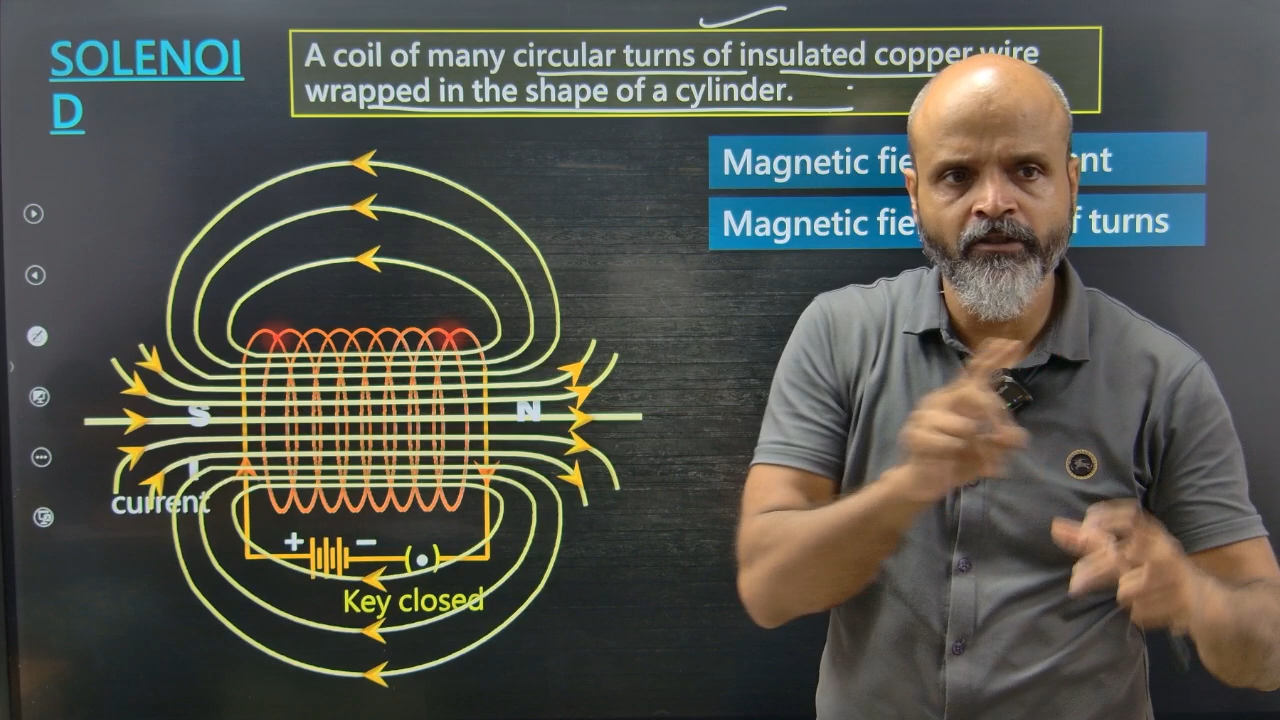 SOLENOI
D
A coil of many circular turns of insulated copper wire
wrapped in the shape of a cylinder.
Magnetic fie nt
Magnetic fie f turns
S
N
I
current
+
−
Key closed